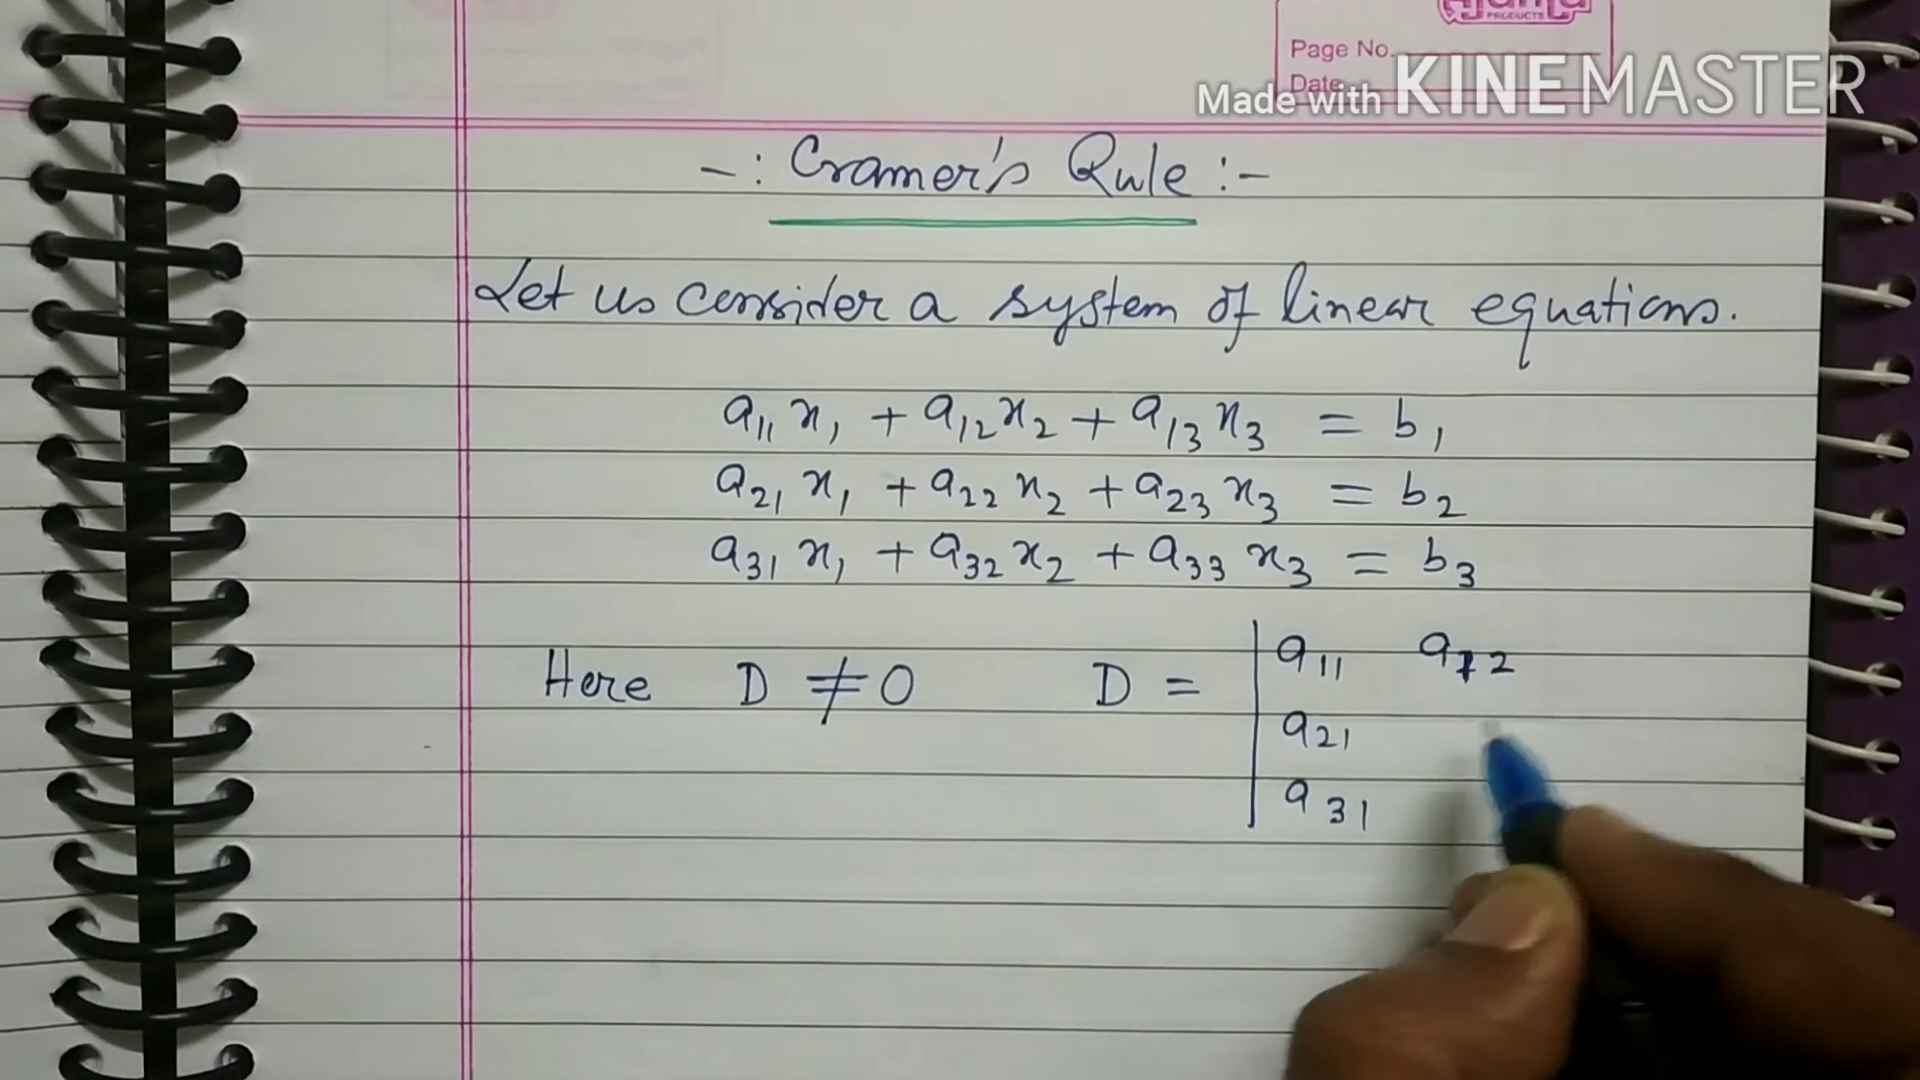 PRODUCTS
Page No.
Date
Made with KINEMASTER
-: Cramer's Rule :-
Let us consider a system of linear equations.
a₁₁ x₁ + a₁₂ x₂ + a₁₃ x₃ = b₁
a₂₁ x₁ + a₂₂ x₂ + a₂₃ x₃ = b₂
a₃₁ x₁ + a₃₂ x₂ + a₃₃ x₃ = b₃
Here D ≠ 0 D = | a₁₁ a₁₂
a₂₁
a₃₁